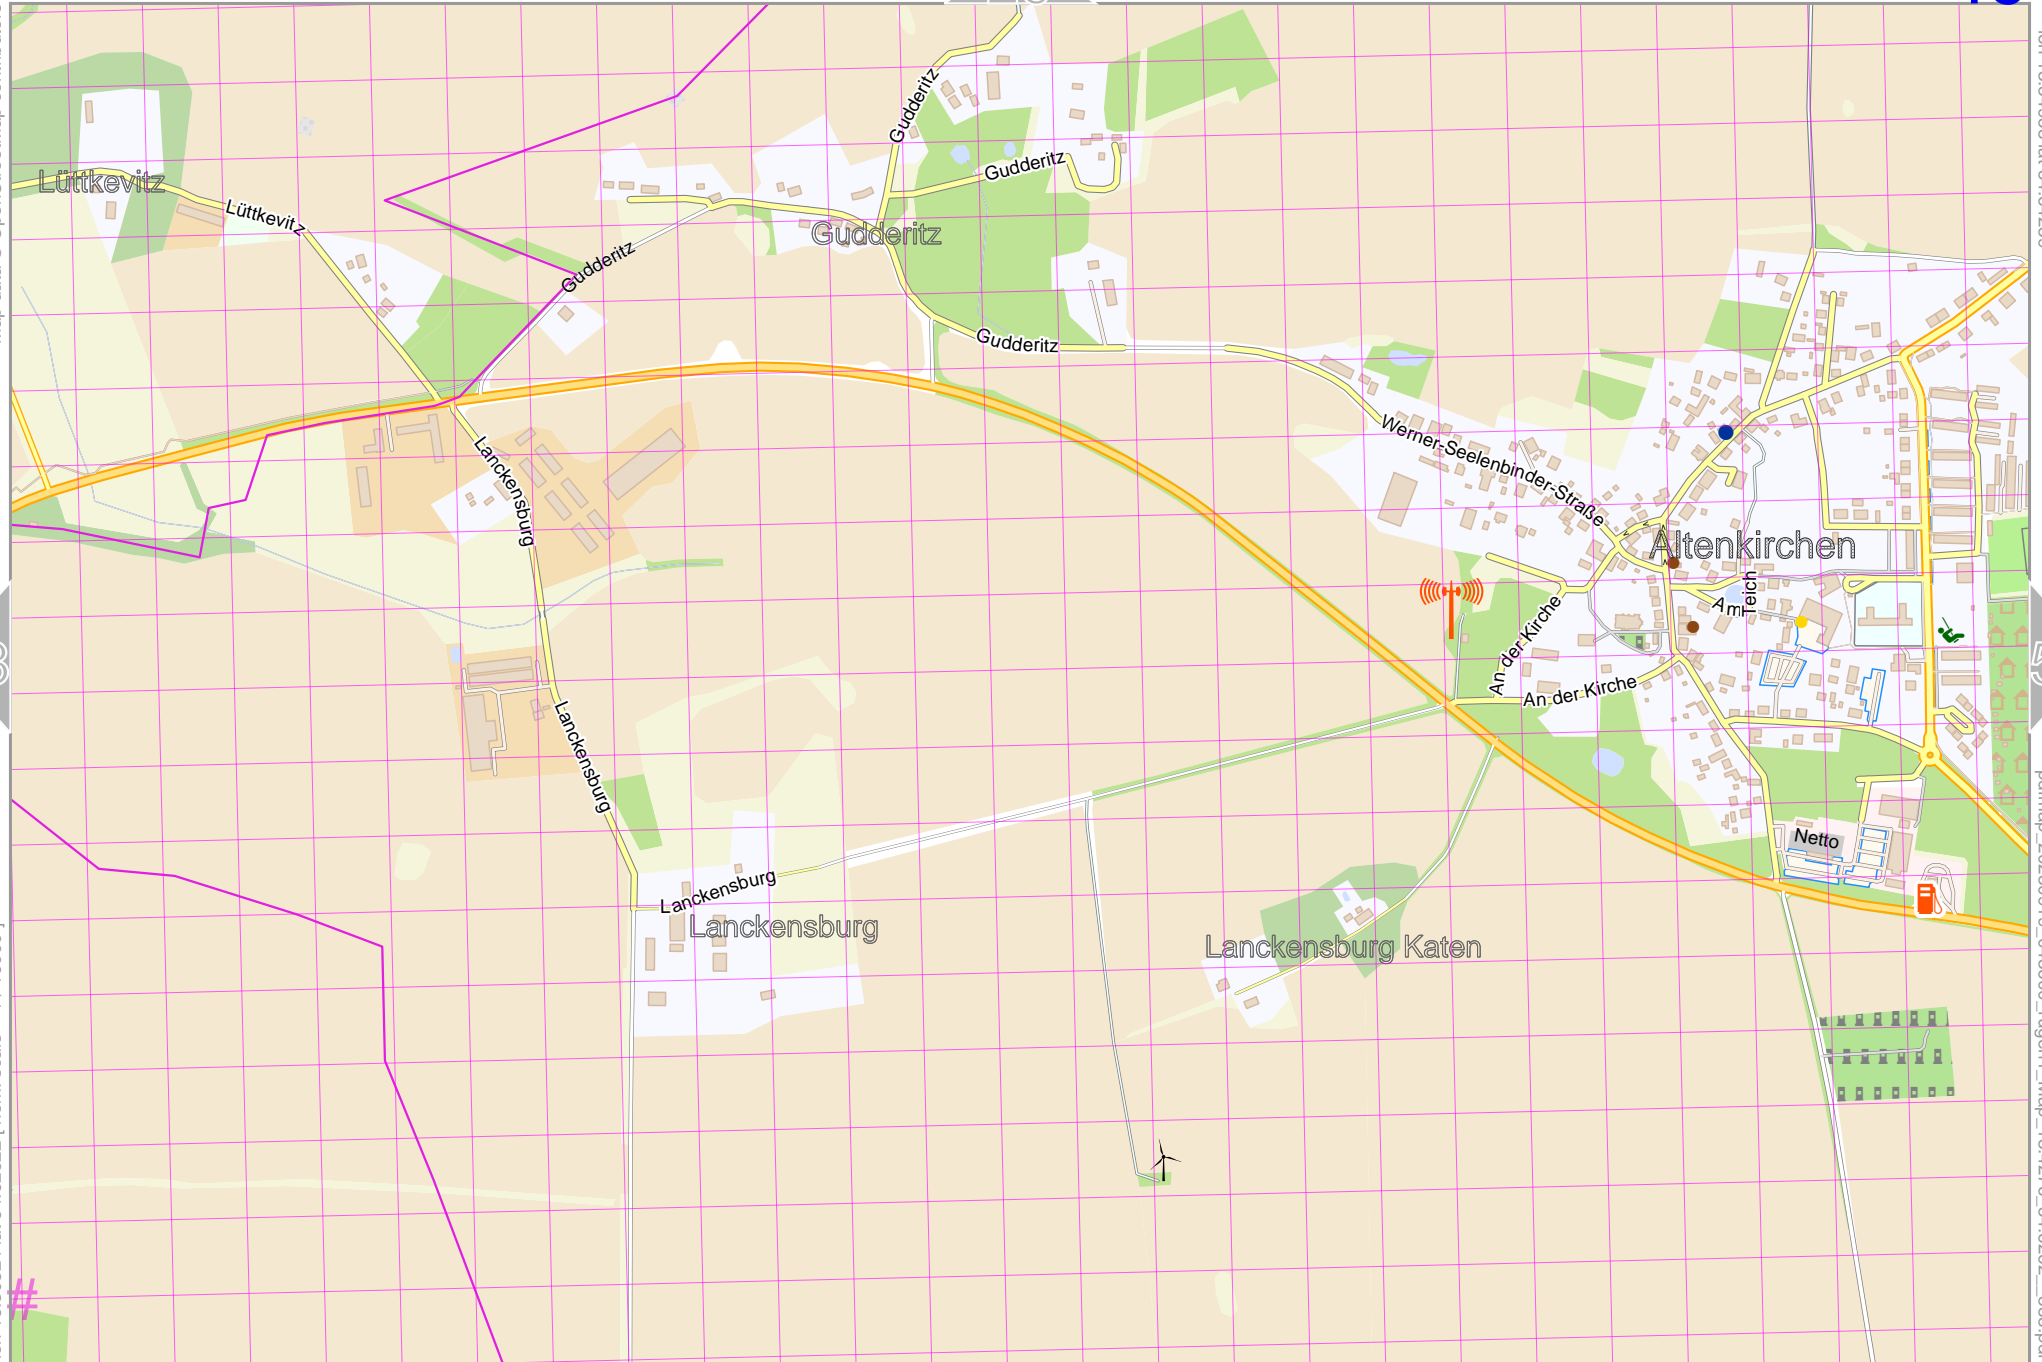 Gudderitz
Gudderitz
Lüttkevitz
Lüttkevitz
Gudderitz
Gudderitz
Gudderitz
Werner-Seelenbinder-Straße
Lanckensburg
Altenkirchen
Am
Teich
An der Kirche
An der Kirche
Lanckensburg
Netto
Lanckensburg
Lanckensburg
Lanckensburg Katen
#